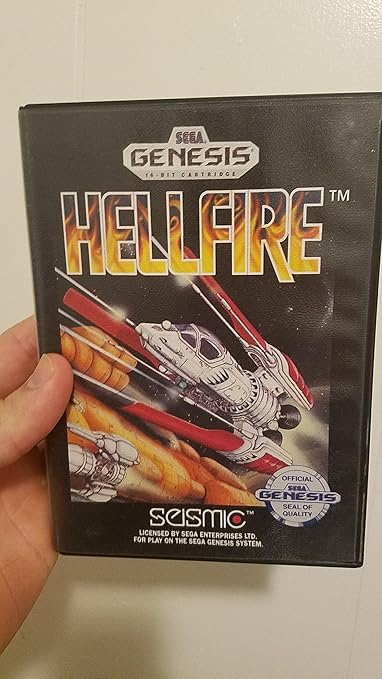 SEGA
GENESIS
16-BIT CARTRIDGE
HELLFIRE™
OFFICIAL
SEGA
GENESIS
SEAL OF
QUALITY
SEISMIC™
LICENSED BY SEGA ENTERPRISES LTD.
FOR PLAY ON THE SEGA GENESIS SYSTEM.